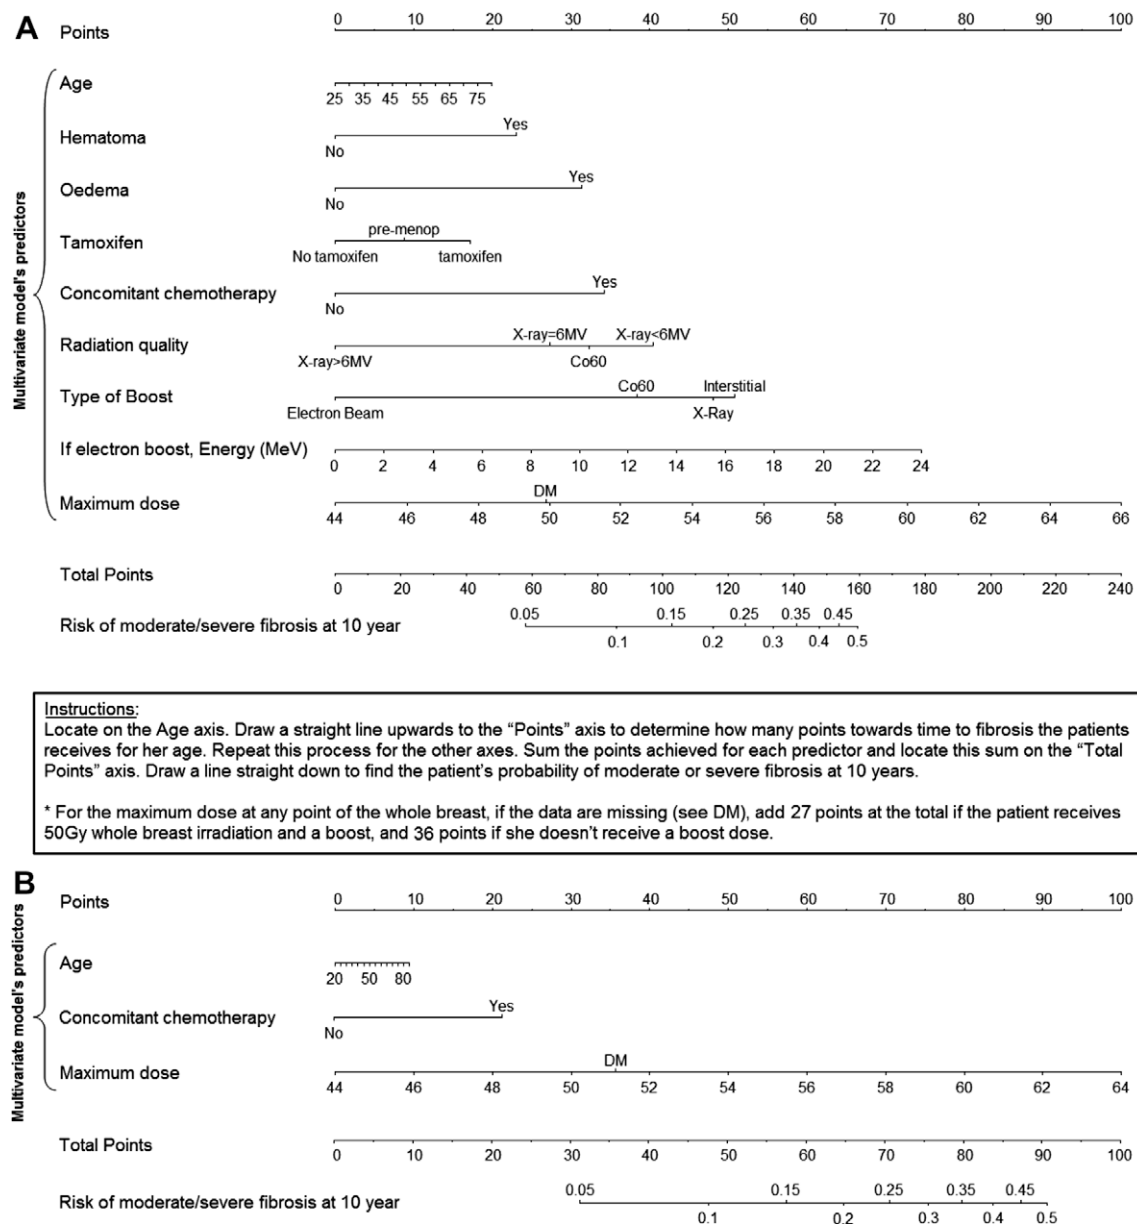 A
Points
0 10 20 30 40 50 60 70 80 90 100
Multivariate model's predictors
Age
25 35 45 55 65 75
Hematoma
Yes
No
Oedema
Yes
No
Tamoxifen
pre-menop
No tamoxifen tamoxifen
Concomitant chemotherapy
Yes
No
Radiation quality
X-ray=6MV X-ray<6MV
X-ray>6MV Co60
Type of Boost
Co60 Interstitial
Electron Beam X-Ray
If electron boost, Energy (MeV)
0 2 4 6 8 10 12 14 16 18 20 22 24
Maximum dose
DM
44 46 48 50 52 54 56 58 60 62 64 66
Total Points
0 20 40 60 80 100 120 140 160 180 200 220 240
Risk of moderate/severe fibrosis at 10 year
0.05 0.15 0.25 0.35 0.45
0.1 0.2 0.3 0.4 0.5
Instructions:
Locate on the Age axis. Draw a straight line upwards to the “Points” axis to determine how many points towards time to fibrosis the patients
receives for her age. Repeat this process for the other axes. Sum the points achieved for each predictor and locate this sum on the “Total
Points” axis. Draw a line straight down to find the patient's probability of moderate or severe fibrosis at 10 years.
* For the maximum dose at any point of the whole breast, if the data are missing (see DM), add 27 points at the total if the patient receives
50Gy whole breast irradiation and a boost, and 36 points if she doesn't receive a boost dose.
B
Points
0 10 20 30 40 50 60 70 80 90 100
Multivariate model's predictors
Age
20 50 80
Concomitant chemotherapy
Yes
No
Maximum dose
DM
44 46 48 50 52 54 56 58 60 62 64
Total Points
0 10 20 30 40 50 60 70 80 90 100
Risk of moderate/severe fibrosis at 10 year
0.05 0.15 0.25 0.35 0.45
0.1 0.2 0.3 0.4 0.5